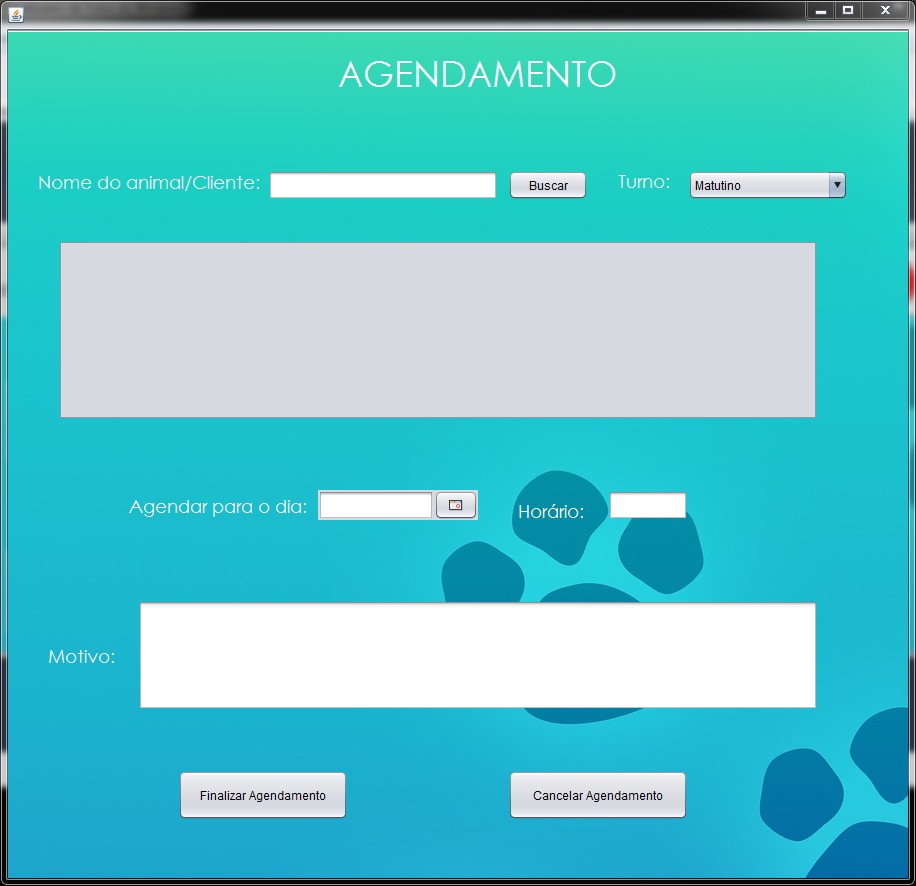 AGENDAMENTO
Nome do animal/Cliente:
Buscar
Turno:
Matutino
Agendar para o dia:
Horário:
Motivo:
Finalizar Agendamento
Cancelar Agendamento